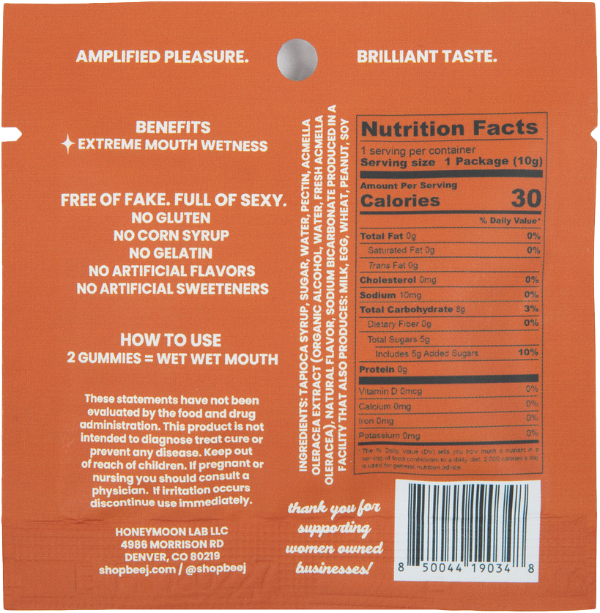 AMPLIFIED PLEASURE.
BRILLIANT TASTE.
BENEFITS
EXTREME MOUTH WETNESS
FREE OF FAKE. FULL OF SEXY.
NO GLUTEN
NO CORN SYRUP
NO GELATIN
NO ARTIFICIAL FLAVORS
NO ARTIFICIAL SWEETENERS
HOW TO USE
2 GUMMIES = WET WET MOUTH
These statements have not been
evaluated by the food and drug
administration. This product is not
intended to diagnose treat cure or
prevent any disease. Keep out
of reach of children. If pregnant or
nursing you should consult a
physician. If irritation occurs
discontinue use immediately.
HONEYMOON LAB LLC
4986 MORRISON RD
DENVER, CO 80219
shopbeej.com / @shopbeej
INGREDIENTS: TAPIOCA SYRUP, SUGAR, WATER, PECTIN, ACMELLA
OLERACEA EXTRACT (ORGANIC ALCOHOL, WATER, FRESH ACMELLA
OLERACEA), NATURAL FLAVOR, SODIUM BICARBONATE PRODUCED IN A
FACILITY THAT ALSO PRODUCES: MILK, EGG, WHEAT, PEANUT, SOY
thank you for
supporting
women owned
businesses!
Nutrition Facts
1 serving per container
Serving size 1 Package (10g)
Amount Per Serving
Calories 30
% Daily Value*
Total Fat 0g 0%
Saturated Fat 0g 0%
Trans Fat 0g
Cholesterol 0mg 0%
Sodium 10mg 0%
Total Carbohydrate 8g 3%
Dietary Fiber 0g 0%
Total Sugars 5g
Includes 5g Added Sugars 10%
Protein 0g
Vitamin D 0mcg 0%
Calcium 0mg 0%
Iron 0mg 0%
Potassium 0mg 0%
8 50044 19034 8